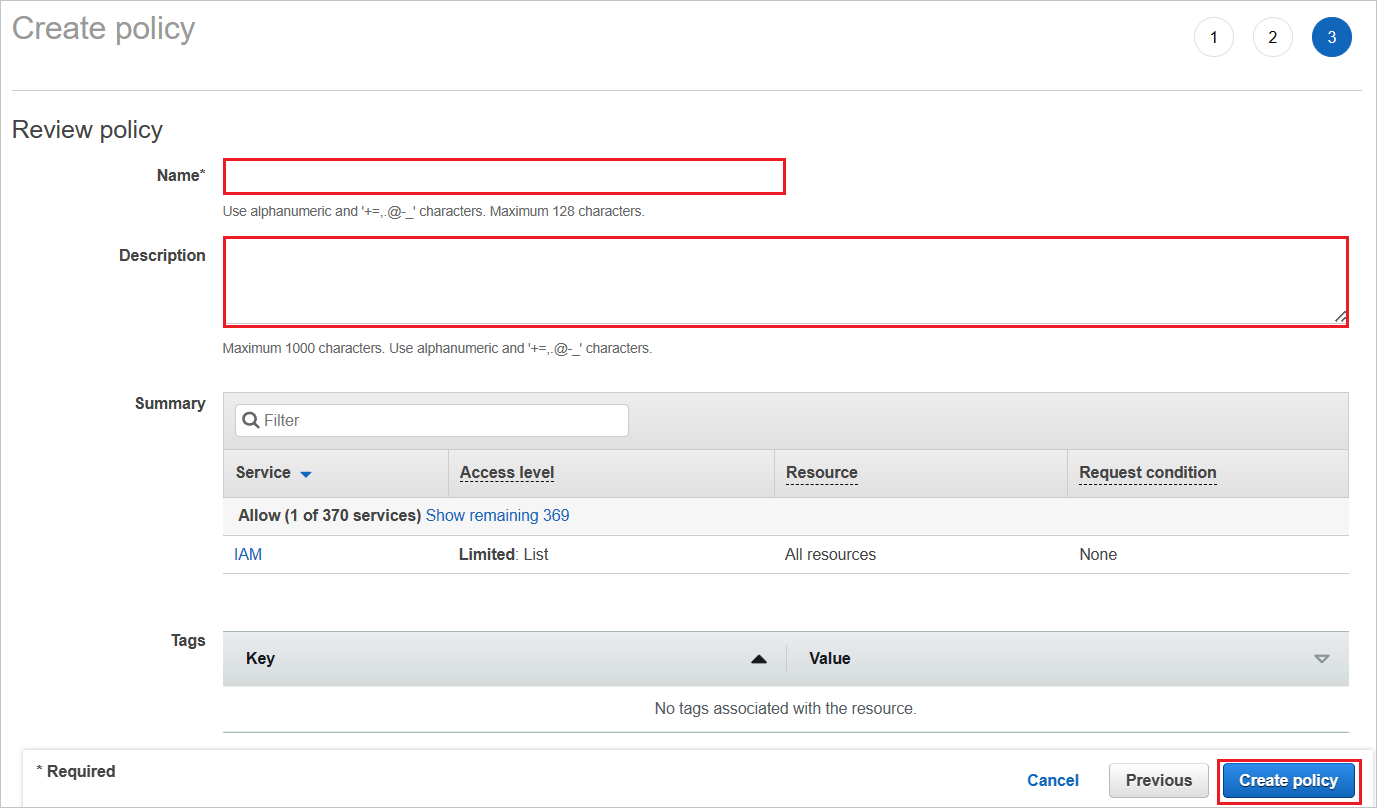 Create policy
1 2 3
Review policy
Name*
Use alphanumeric and '+=,.@-_' characters. Maximum 128 characters.
Description
Maximum 1000 characters. Use alphanumeric and '+=,.@-_' characters.
Summary
Filter
Service Access level Resource Request condition
Allow (1 of 370 services) Show remaining 369
IAM Limited: List All resources None
Tags
Key Value
No tags associated with the resource.
* Required
Cancel Previous Create policy